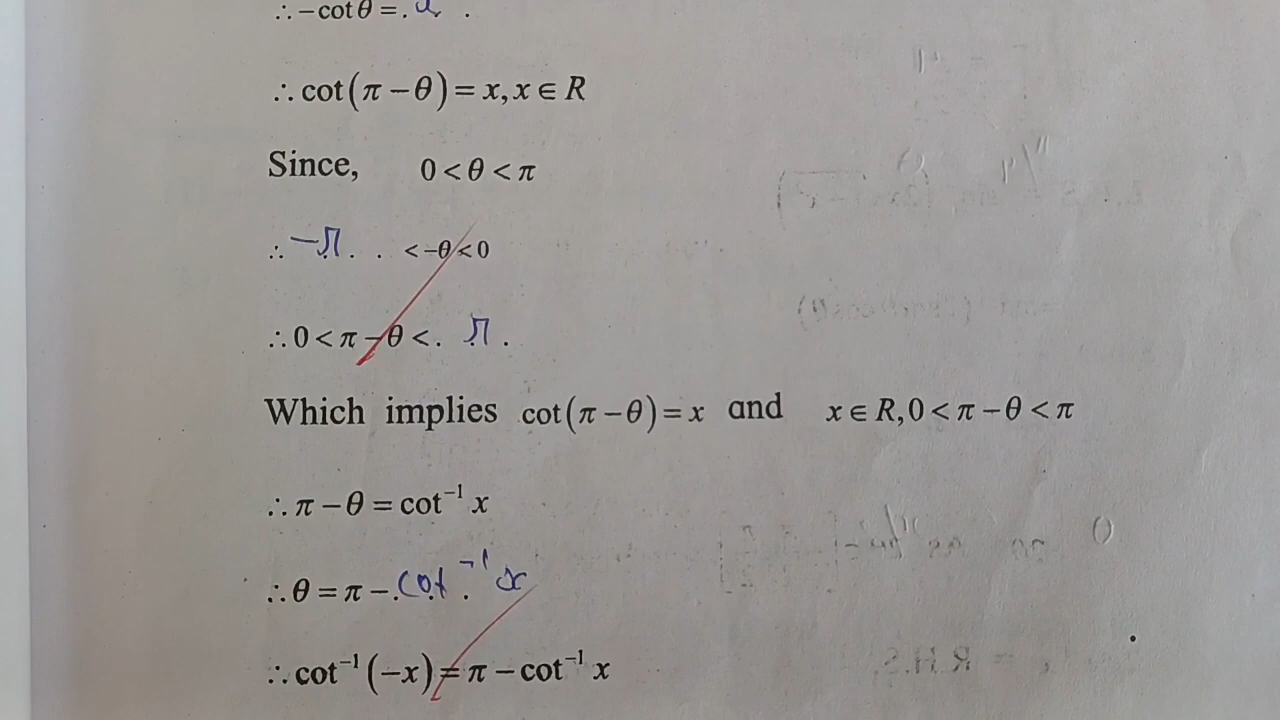 ∴ −cot θ = . x .
∴ cot(π − θ) = x, x ∈ R
Since, 0 < θ < π
∴ −π . . < −θ < 0
∴ 0 < π − θ < . π .
Which implies cot(π − θ) = x and x ∈ R, 0 < π − θ < π
∴ π − θ = cot⁻¹ x
∴ θ = π − . cot⁻¹ x
∴ cot⁻¹(−x) = π − cot⁻¹ x